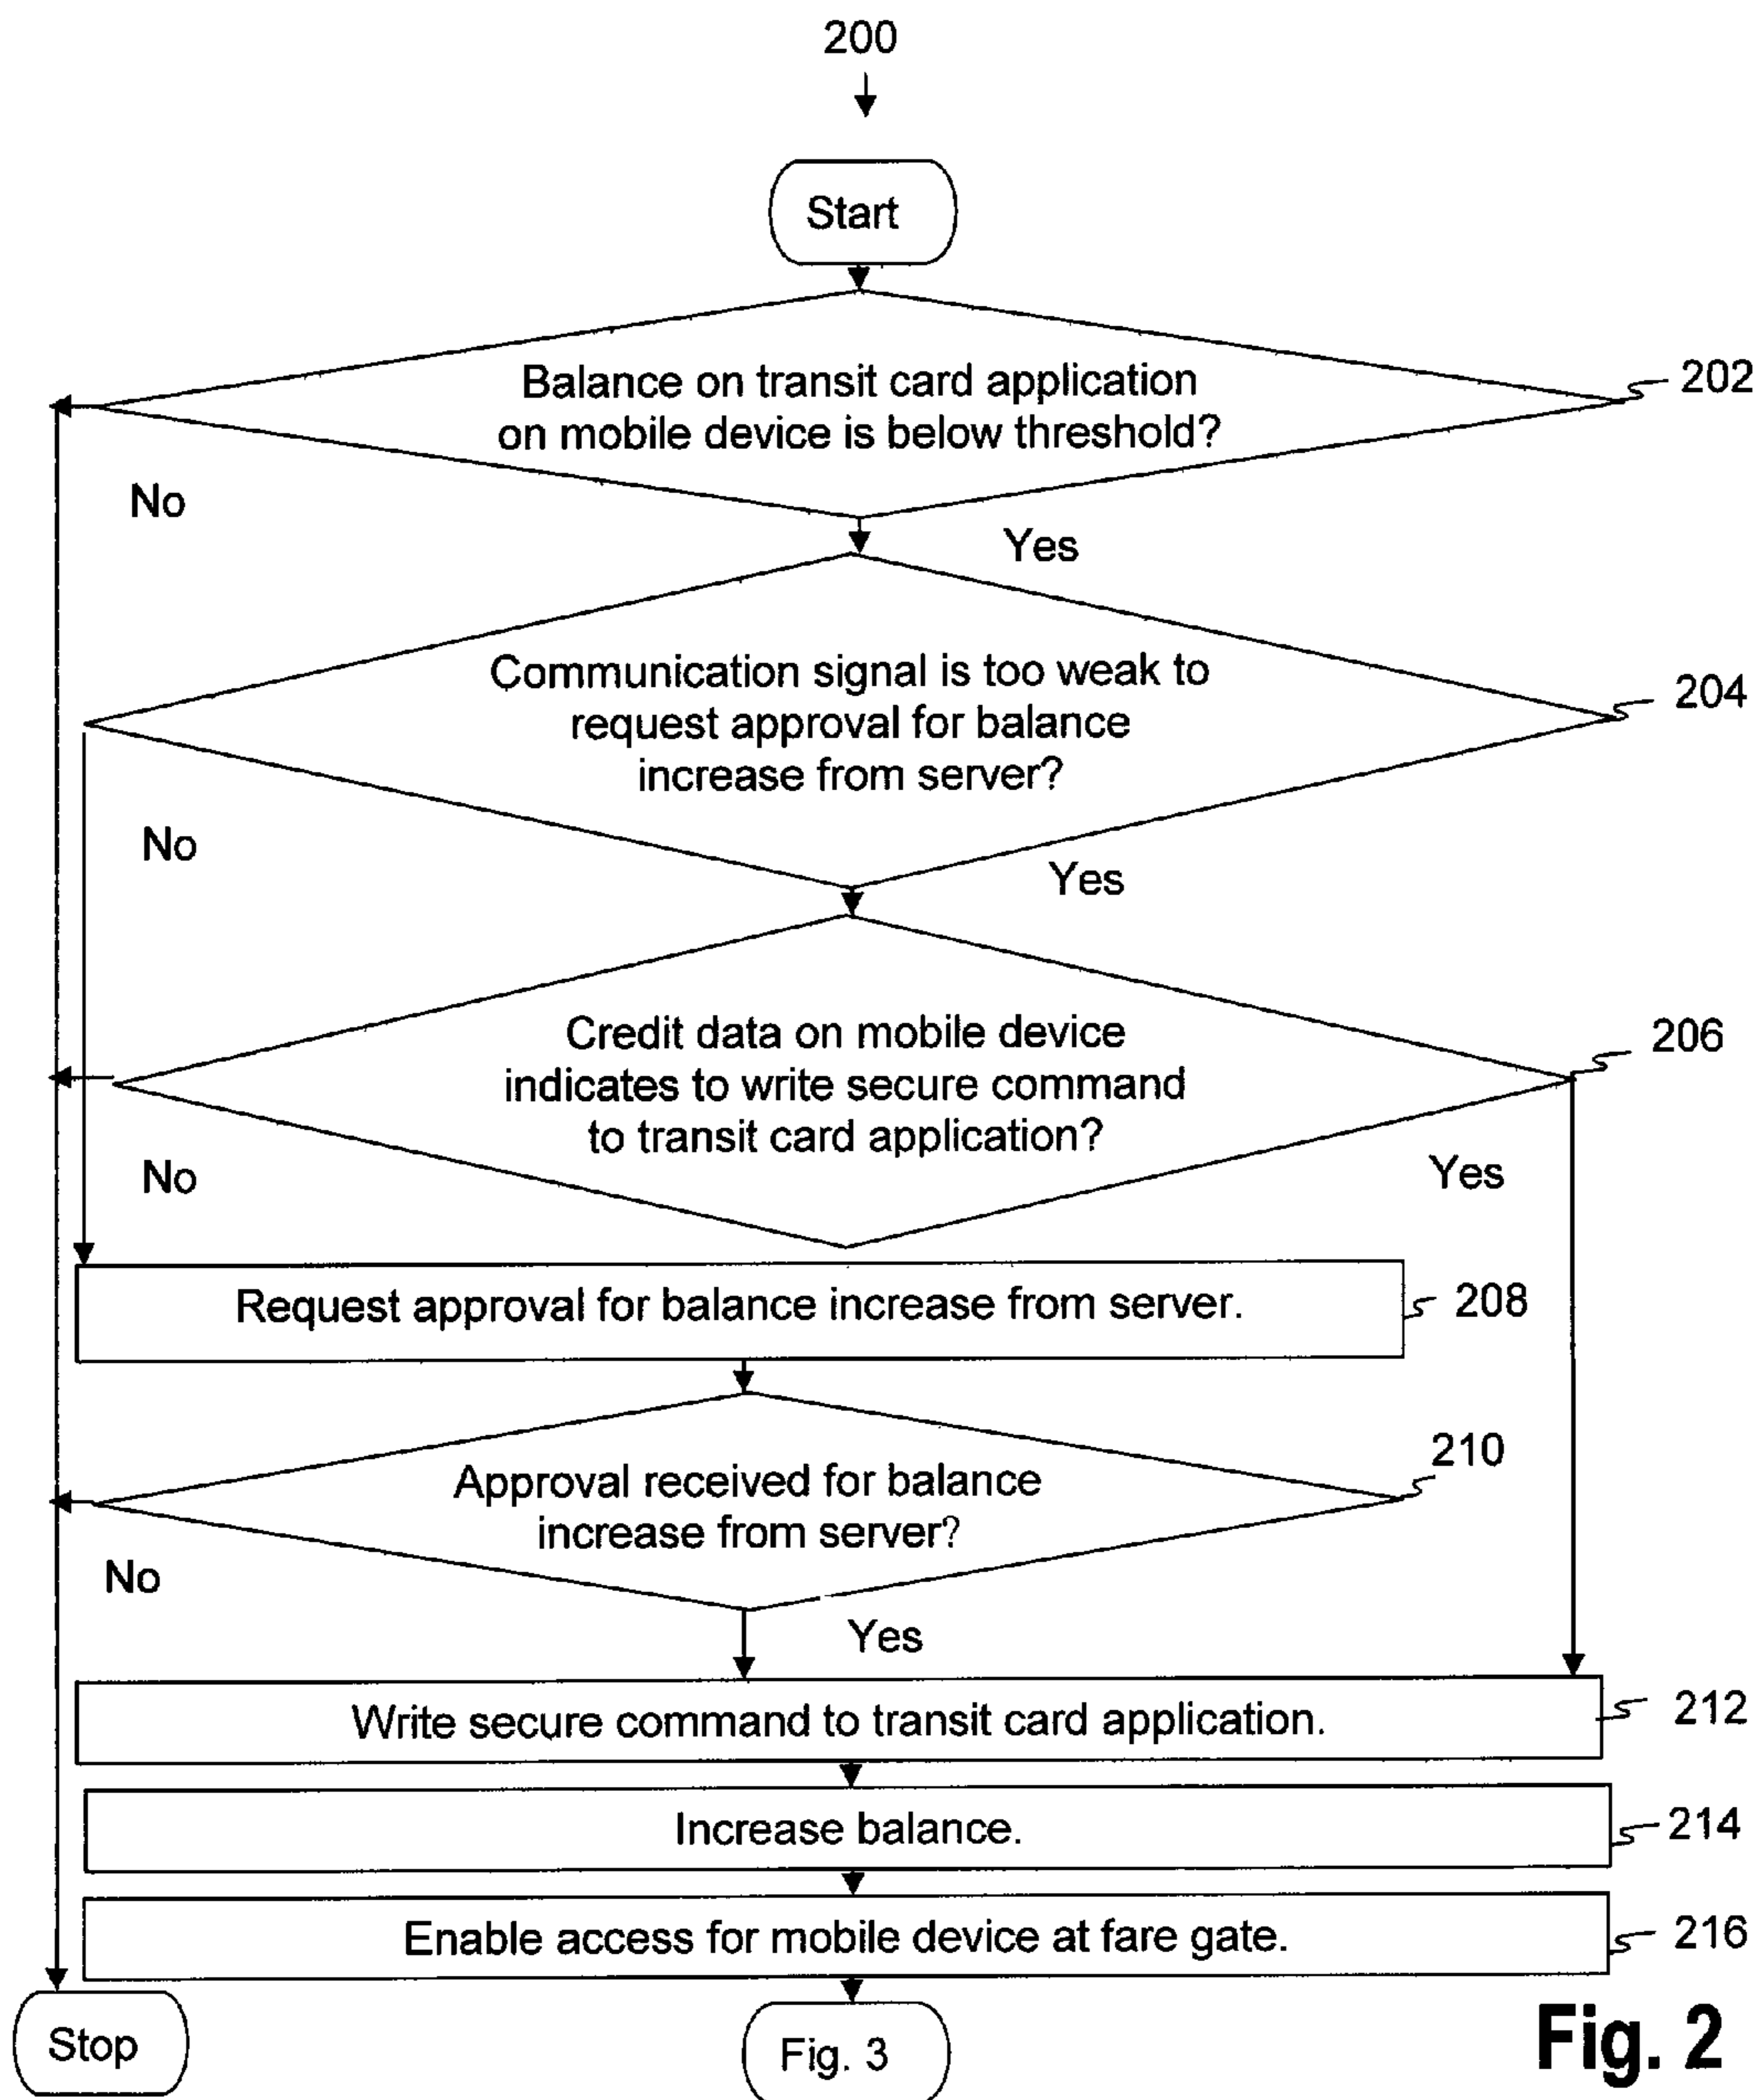 200
Start
Balance on transit card application
on mobile device is below threshold?
202
No
Yes
Communication signal is too weak to
request approval for balance
increase from server?
204
No
Yes
Credit data on mobile device
indicates to write secure command
to transit card application?
206
No
Yes
Request approval for balance increase from server.
208
Approval received for balance
increase from server?
210
No
Yes
Write secure command to transit card application.
212
Increase balance.
214
Enable access for mobile device at fare gate.
216
Stop
Fig. 3
Fig. 2